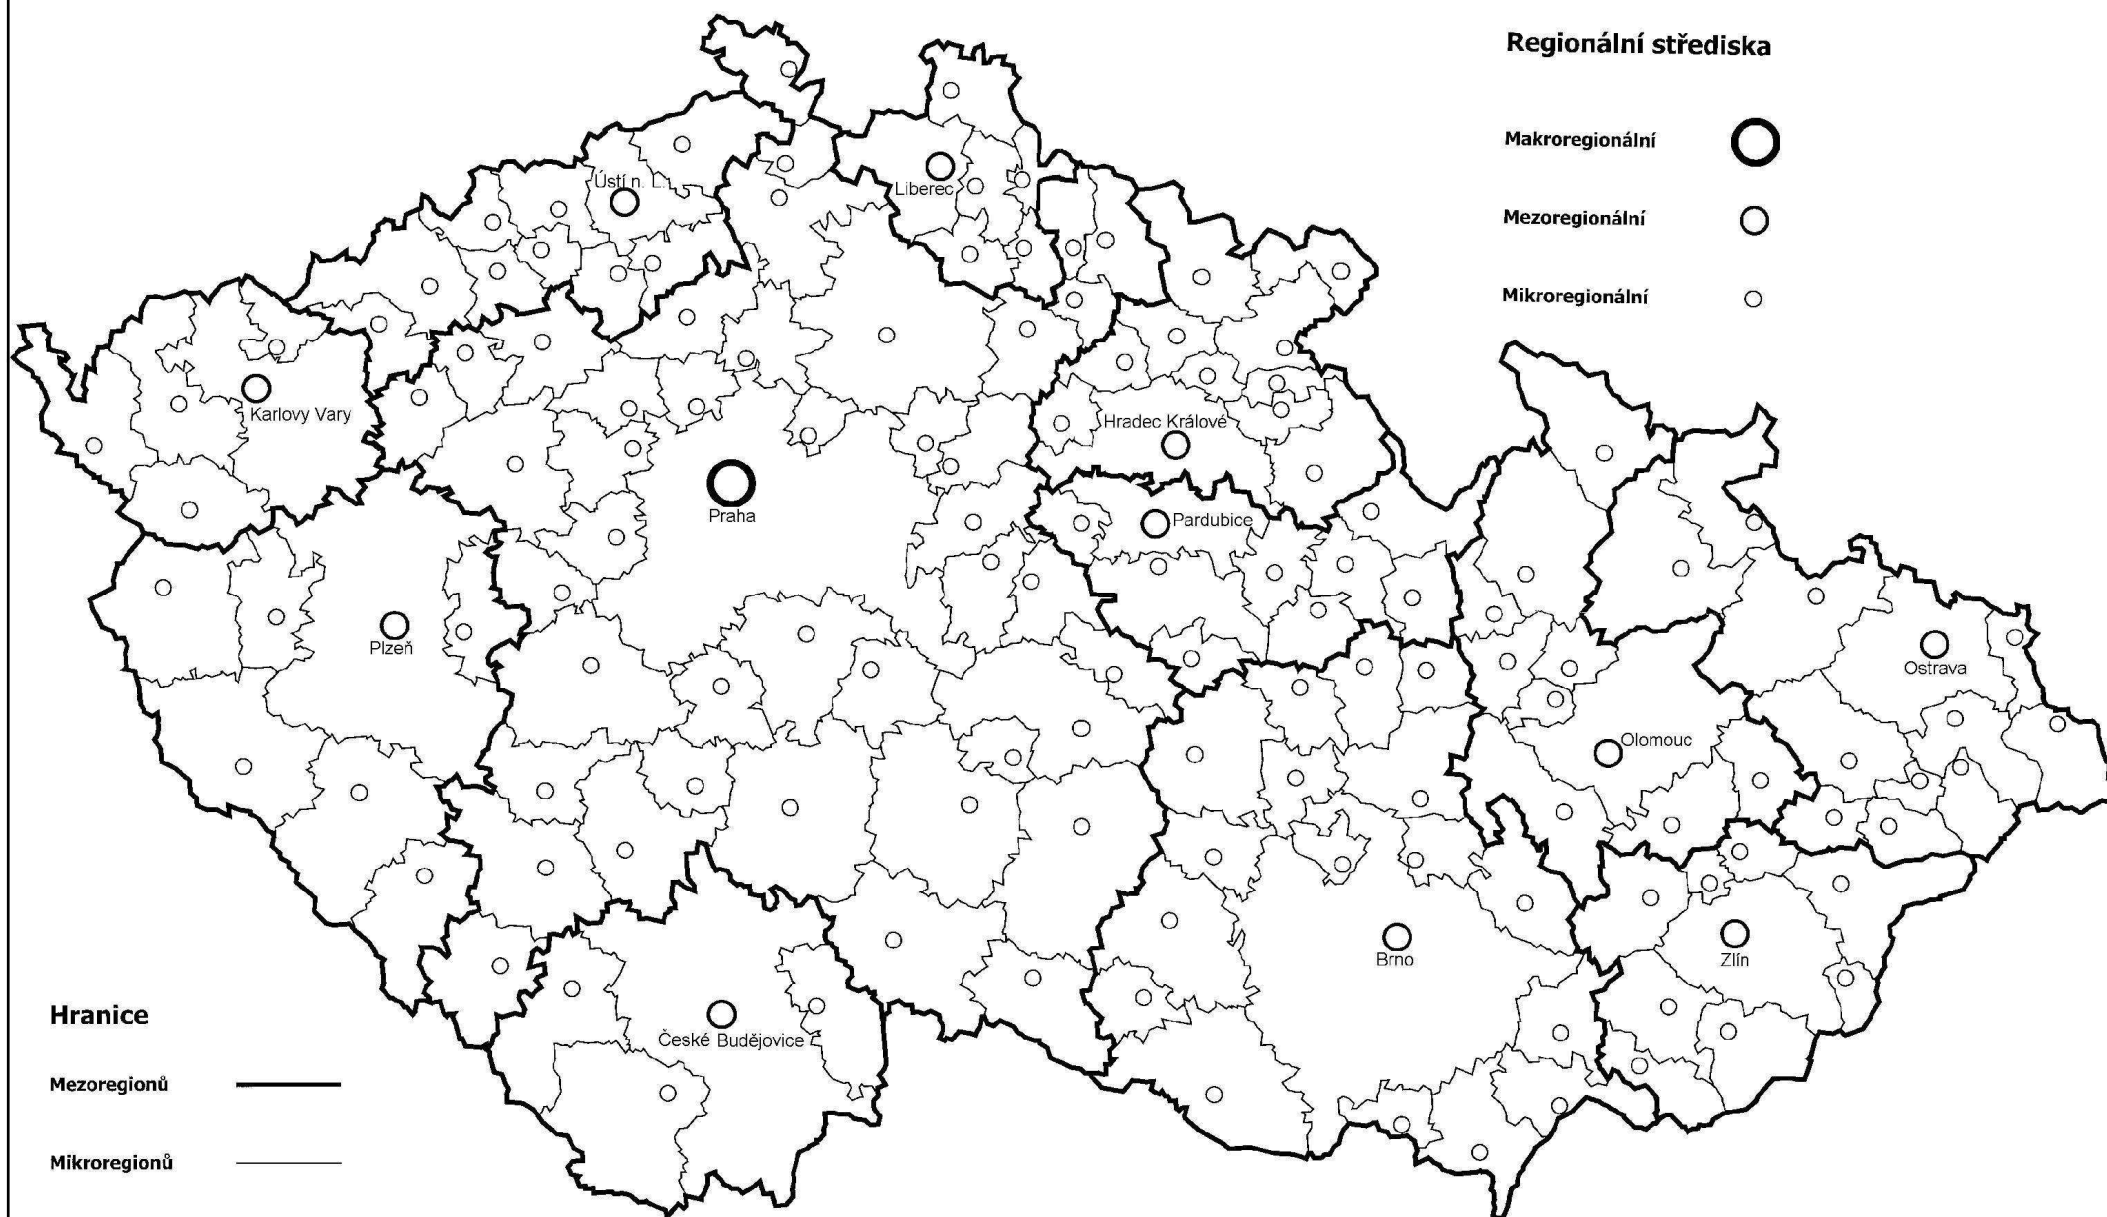 Regionální střediska
Makroregionální
Mezoregionální
Mikroregionální
Ústí n. L.
Liberec
Karlovy Vary
Hradec Králové
Praha
Pardubice
Plzeň
Ostrava
Olomouc
Brno
Zlín
České Budějovice
Hranice
Mezoregionů
Mikroregionů